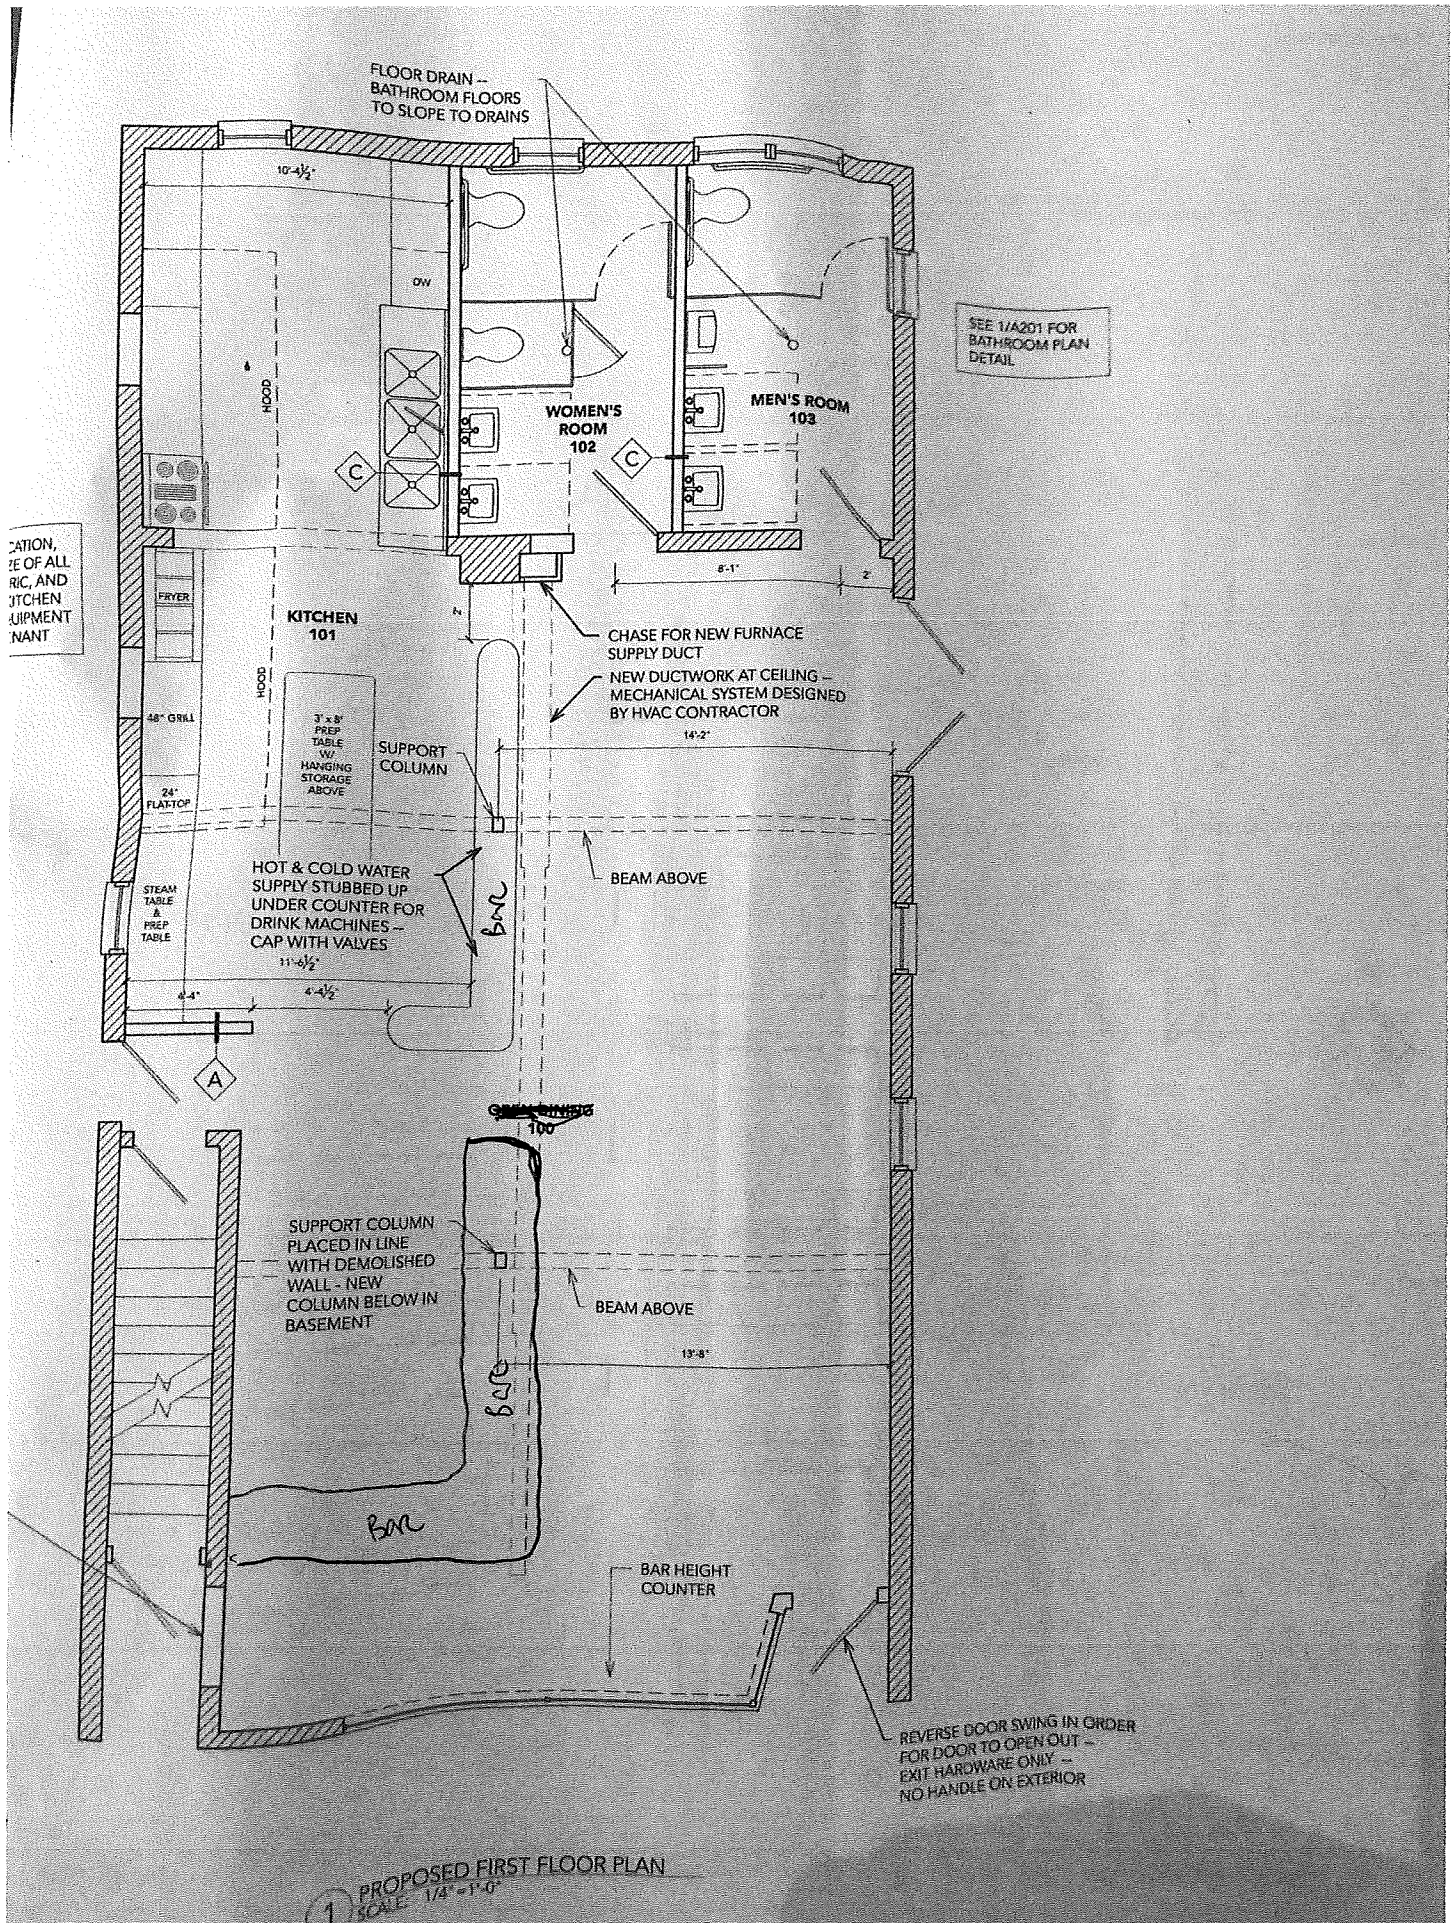 FLOOR DRAIN –
BATHROOM FLOORS
TO SLOPE TO DRAINS
10'-4½"
DW
HOOD
SEE 1/A201 FOR
BATHROOM PLAN
DETAIL
WOMEN'S
ROOM
102
MEN'S ROOM
103
C
C
CATION,
ZE OF ALL
RIC, AND
ITCHEN
UIPMENT
NANT
FRYER
KITCHEN
101
2'
8'-1"
2'
CHASE FOR NEW FURNACE
SUPPLY DUCT
NEW DUCTWORK AT CEILING –
MECHANICAL SYSTEM DESIGNED
BY HVAC CONTRACTOR
HOOD
48" GRILL
3' x 8'
PREP
TABLE
W/
HANGING
STORAGE
ABOVE
SUPPORT
COLUMN
14'-2"
24"
FLAT-TOP
HOT & COLD WATER
SUPPLY STUBBED UP
UNDER COUNTER FOR
DRINK MACHINES –
CAP WITH VALVES
BEAM ABOVE
STEAM
TABLE
&
PREP
TABLE
Bar
11'-6½"
4'-4"
4'-4½"
A
OPEN DINING
100
SUPPORT COLUMN
PLACED IN LINE
WITH DEMOLISHED
WALL - NEW
COLUMN BELOW IN
BASEMENT
BEAM ABOVE
13'-8"
Bar
Bar
BAR HEIGHT
COUNTER
REVERSE DOOR SWING IN ORDER
FOR DOOR TO OPEN OUT –
EXIT HARDWARE ONLY –
NO HANDLE ON EXTERIOR
1
PROPOSED FIRST FLOOR PLAN
SCALE: 1/4" = 1'-0"